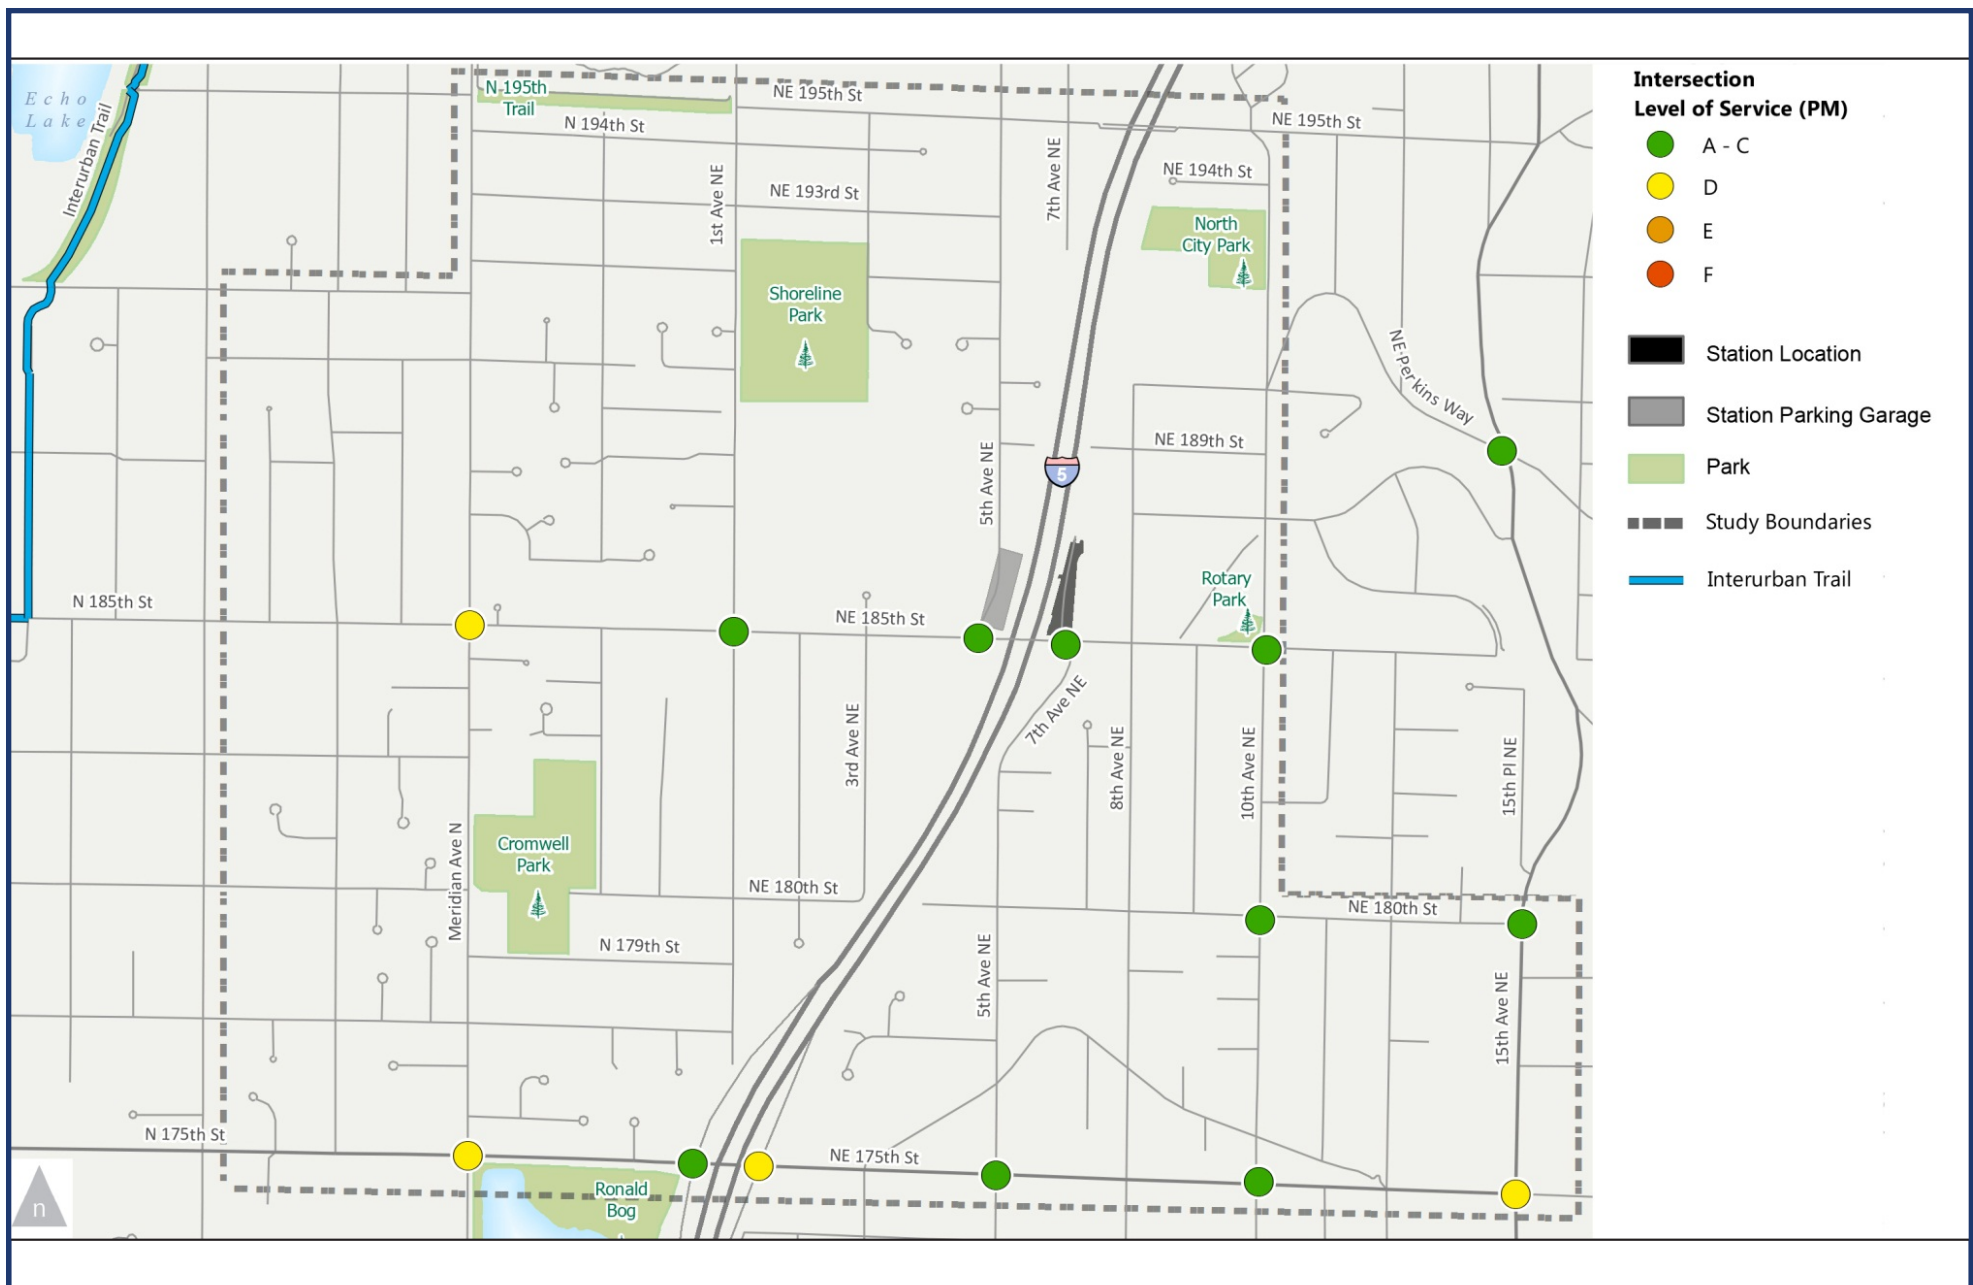 Echo
Lake
Interurban Trail
N 195th
Trail
NE 195th St
N 194th St
NE 195th St
7th Ave NE
NE 194th St
1st Ave NE
NE 193rd St
North
City Park
Shoreline
Park
NE Perkins Way
NE 189th St
5th Ave NE
5
Rotary
Park
N 185th St
NE 185th St
7th Ave NE
3rd Ave NE
8th Ave NE
10th Ave NE
15th Pl NE
Meridian Ave N
Cromwell
Park
NE 180th St
NE 180th St
N 179th St
5th Ave NE
15th Ave NE
N 175th St
NE 175th St
Ronald
Bog
n
Intersection
Level of Service (PM)
A - C
D
E
F
Station Location
Station Parking Garage
Park
Study Boundaries
Interurban Trail